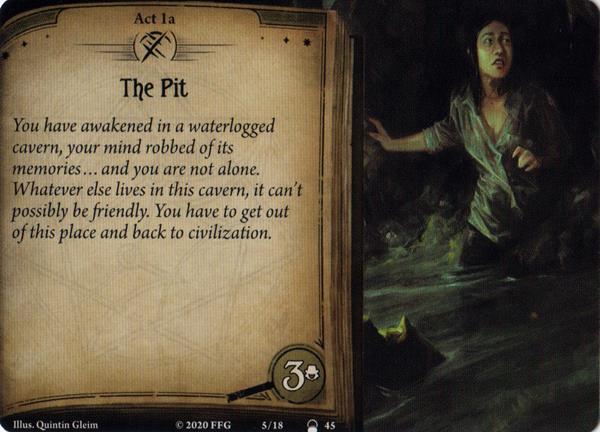 Act 1a
The Pit
You have awakened in a waterlogged
cavern, your mind robbed of its
memories… and you are not alone.
Whatever else lives in this cavern, it can't
possibly be friendly. You have to get out
of this place and back to civilization.
3
Illus. Quintin Gleim © 2020 FFG 5/18 45